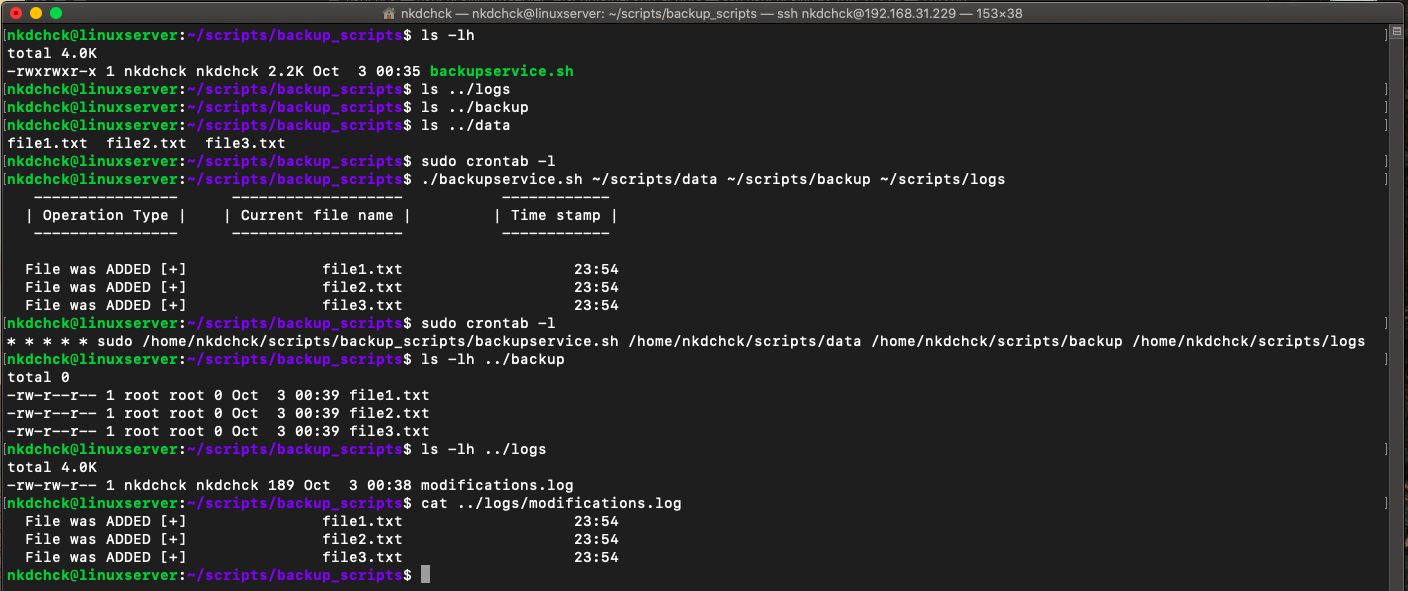 nkdchck — nkdchck@linuxserver: ~/scripts/backup_scripts — ssh nkdchck@192.168.31.229 — 153×38
[nkdchck@linuxserver:~/scripts/backup_scripts$ ls -lh ]
total 4.0K
-rwxrwxr-x 1 nkdchck nkdchck 2.2K Oct  3 00:35 backupservice.sh
[nkdchck@linuxserver:~/scripts/backup_scripts$ ls ../logs ]
[nkdchck@linuxserver:~/scripts/backup_scripts$ ls ../backup ]
[nkdchck@linuxserver:~/scripts/backup_scripts$ ls ../data ]
file1.txt  file2.txt  file3.txt
[nkdchck@linuxserver:~/scripts/backup_scripts$ sudo crontab -l ]
[nkdchck@linuxserver:~/scripts/backup_scripts$ ./backupservice.sh ~/scripts/data ~/scripts/backup ~/scripts/logs ]
   ----------------      -------------------           ------------
  | Operation Type |    | Current file name |         | Time stamp |
   ----------------      -------------------           ------------
  File was ADDED [+]               file1.txt                   23:54
  File was ADDED [+]               file2.txt                   23:54
  File was ADDED [+]               file3.txt                   23:54
[nkdchck@linuxserver:~/scripts/backup_scripts$ sudo crontab -l ]
* * * * * sudo /home/nkdchck/scripts/backup_scripts/backupservice.sh /home/nkdchck/scripts/data /home/nkdchck/scripts/backup /home/nkdchck/scripts/logs
[nkdchck@linuxserver:~/scripts/backup_scripts$ ls -lh ../backup ]
total 0
-rw-r--r-- 1 root root 0 Oct  3 00:39 file1.txt
-rw-r--r-- 1 root root 0 Oct  3 00:39 file2.txt
-rw-r--r-- 1 root root 0 Oct  3 00:39 file3.txt
[nkdchck@linuxserver:~/scripts/backup_scripts$ ls -lh ../logs ]
total 4.0K
-rw-rw-r-- 1 nkdchck nkdchck 189 Oct  3 00:38 modifications.log
[nkdchck@linuxserver:~/scripts/backup_scripts$ cat ../logs/modifications.log ]
  File was ADDED [+]               file1.txt                   23:54
  File was ADDED [+]               file2.txt                   23:54
  File was ADDED [+]               file3.txt                   23:54
nkdchck@linuxserver:~/scripts/backup_scripts$